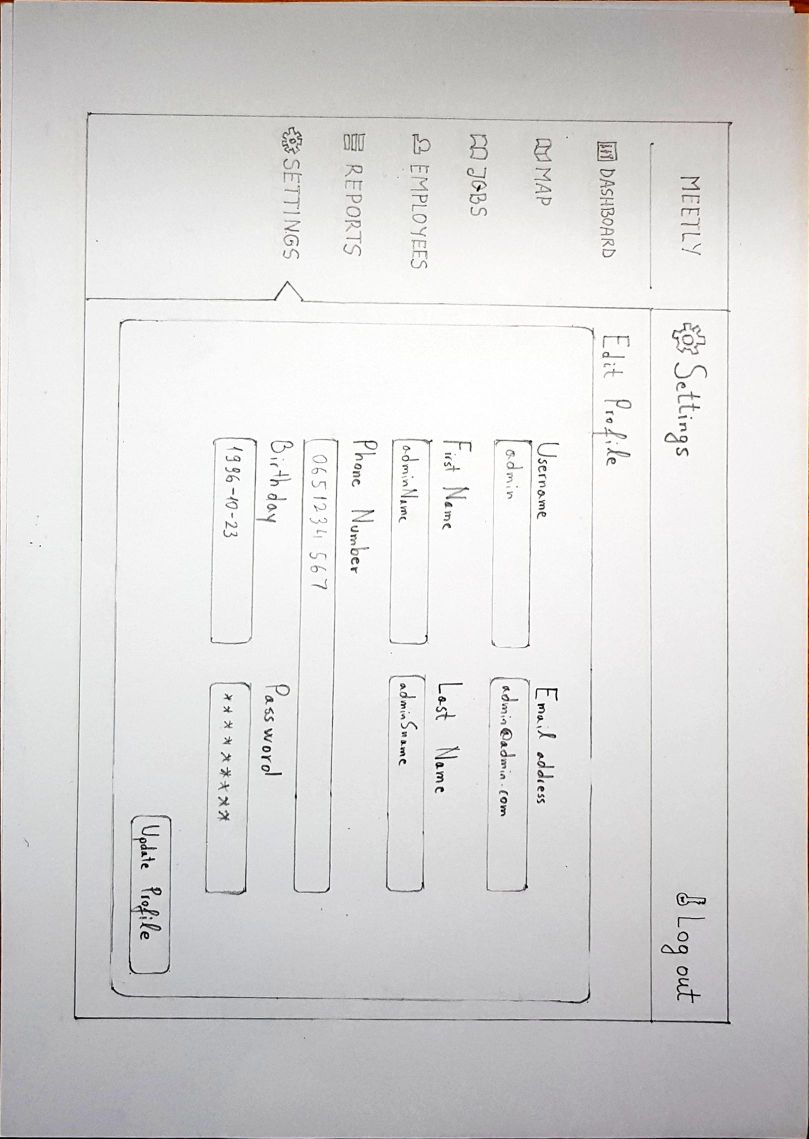 MEETLY
Settings
Log out
DASHBOARD
MAP
JOBS
EMPLOYEES
REPORTS
SETTINGS
Edit Profile
Username
Email address
admin
admin@admin.com
First Name
Last Name
adminName
adminSname
Phone Number
0651234 567
Birthday
Password
1996-10-23
*********
Update Profile